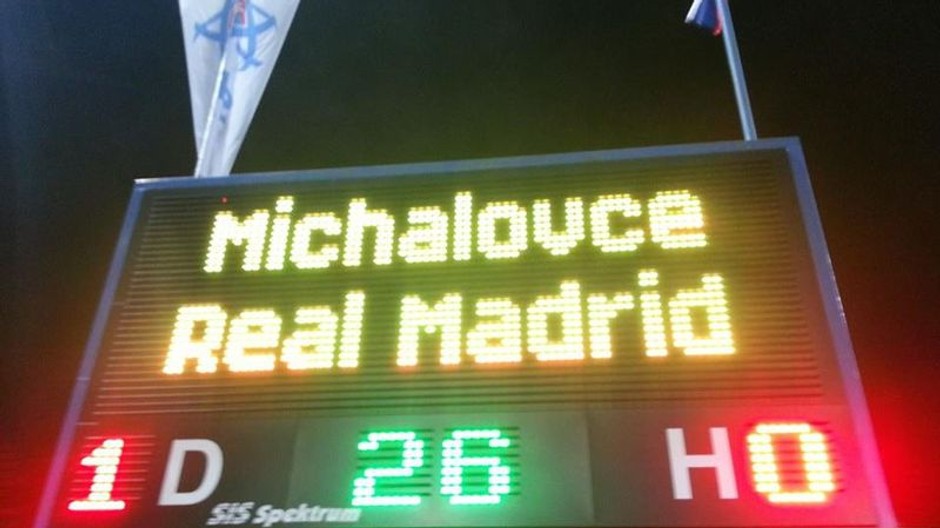 Michalovce
Real Madrid
1 D 26 H 0
SiS Spektrum